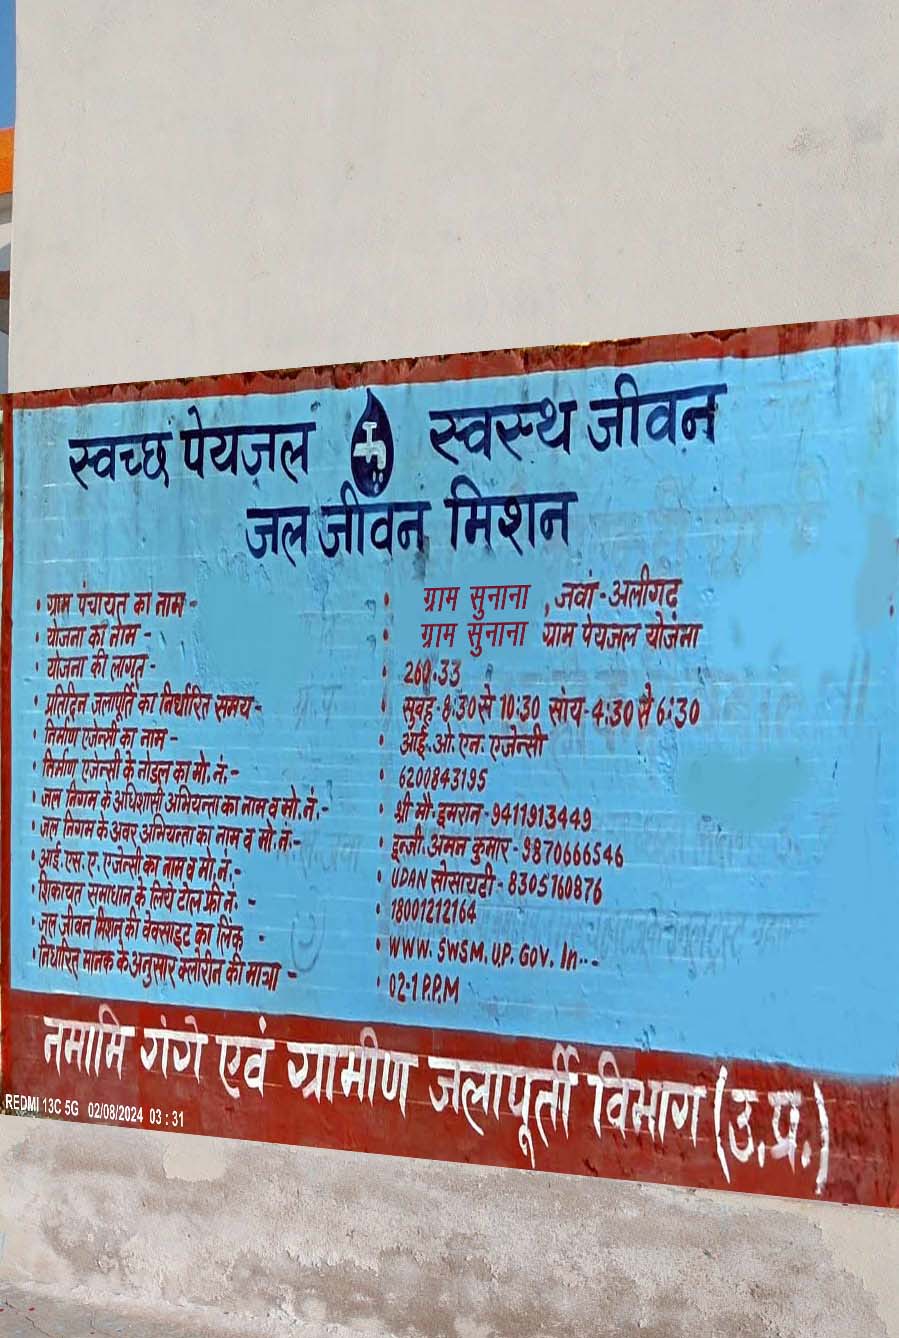 स्वच्छ पेयजल स्वस्थ जीवन
जल जीवन मिशन
• ग्राम पंचायत का नाम - • ग्राम सुनाना , जवां - अलीगढ़
• योजना का नाम - • ग्राम सुनाना ग्राम पेयजल योजना
• योजना की लागत - • 260.33
• प्रतिदिन जलापूर्ति का निर्धारित समय - • सुबह - 8:30 से 10:30 सांय - 4:30 से 6:30
• निर्माण एजेन्सी का नाम - • आई. ओ. एन. एजेन्सी
• निर्माण एजेन्सी के नोडल का मो. नं. - • 6200843195
• जल निगम के अधिशासी अभियन्ता का नाम व मो. नं. - • श्री मौ. इमरान - 9411913449
• जल निगम के अवर अभियन्ता का नाम व मो. नं. - • इन्जी. अमन कुमार - 9870666546
• आई. एस. ए. एजेन्सी का नाम व मो. नं. - • UDAN सोसायटी - 8305760876
• शिकायत समाधान के लिये टोल फ्री नं. - • 18001212164
• जल जीवन मिशन की वेबसाइट का लिंक - • WWW. SWSM. U.P. GOV. In --
• निर्धारित मानक के अनुसार क्लोरीन की मात्रा - • 02-1 P.P.M
नमामि गंगे एवं ग्रामीण जलापूर्ती विभाग (उ.प्र.)
REDMI 13C 5G 02/08/2024 03:31